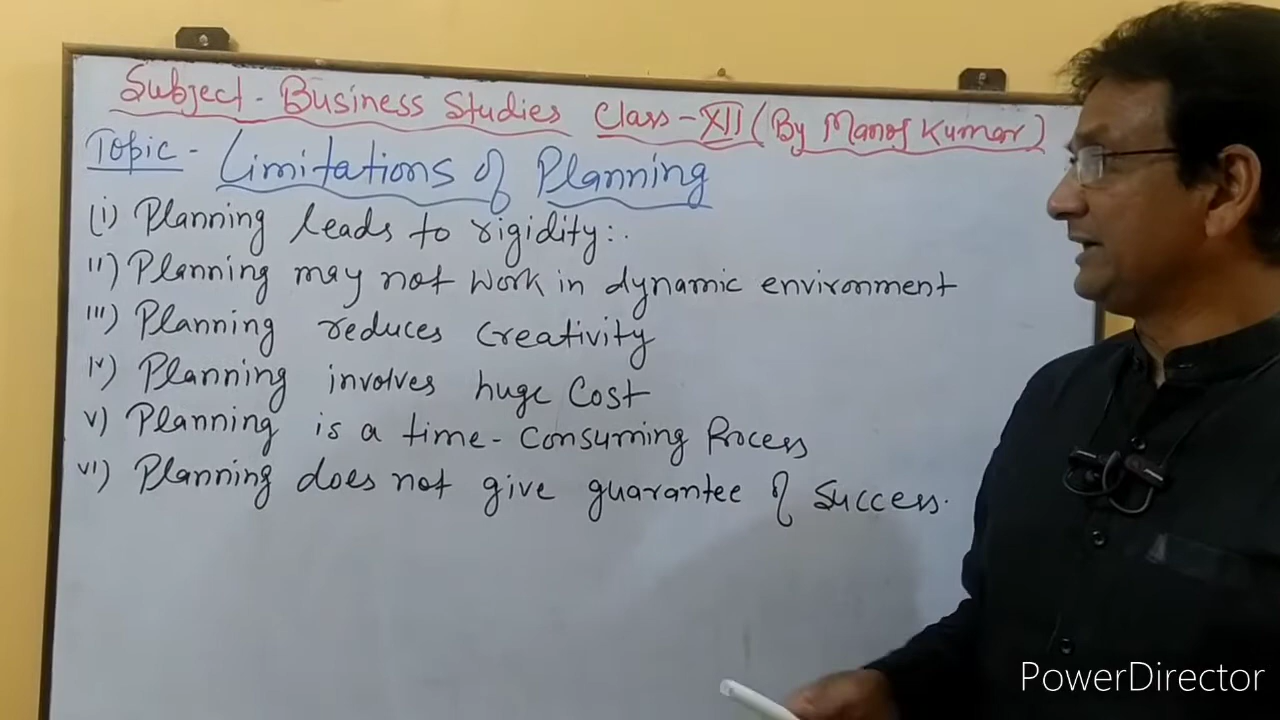 Subject - Business Studies Class - XII (By Manoj Kumar)
Topic - Limitations of Planning
(i) Planning leads to rigidity:.
ii) Planning may not work in dynamic environment
iii) Planning reduces Creativity
iv) Planning involves huge Cost
v) Planning is a time - Consuming Process
vi) Planning does not give guarantee of Success.
PowerDirector